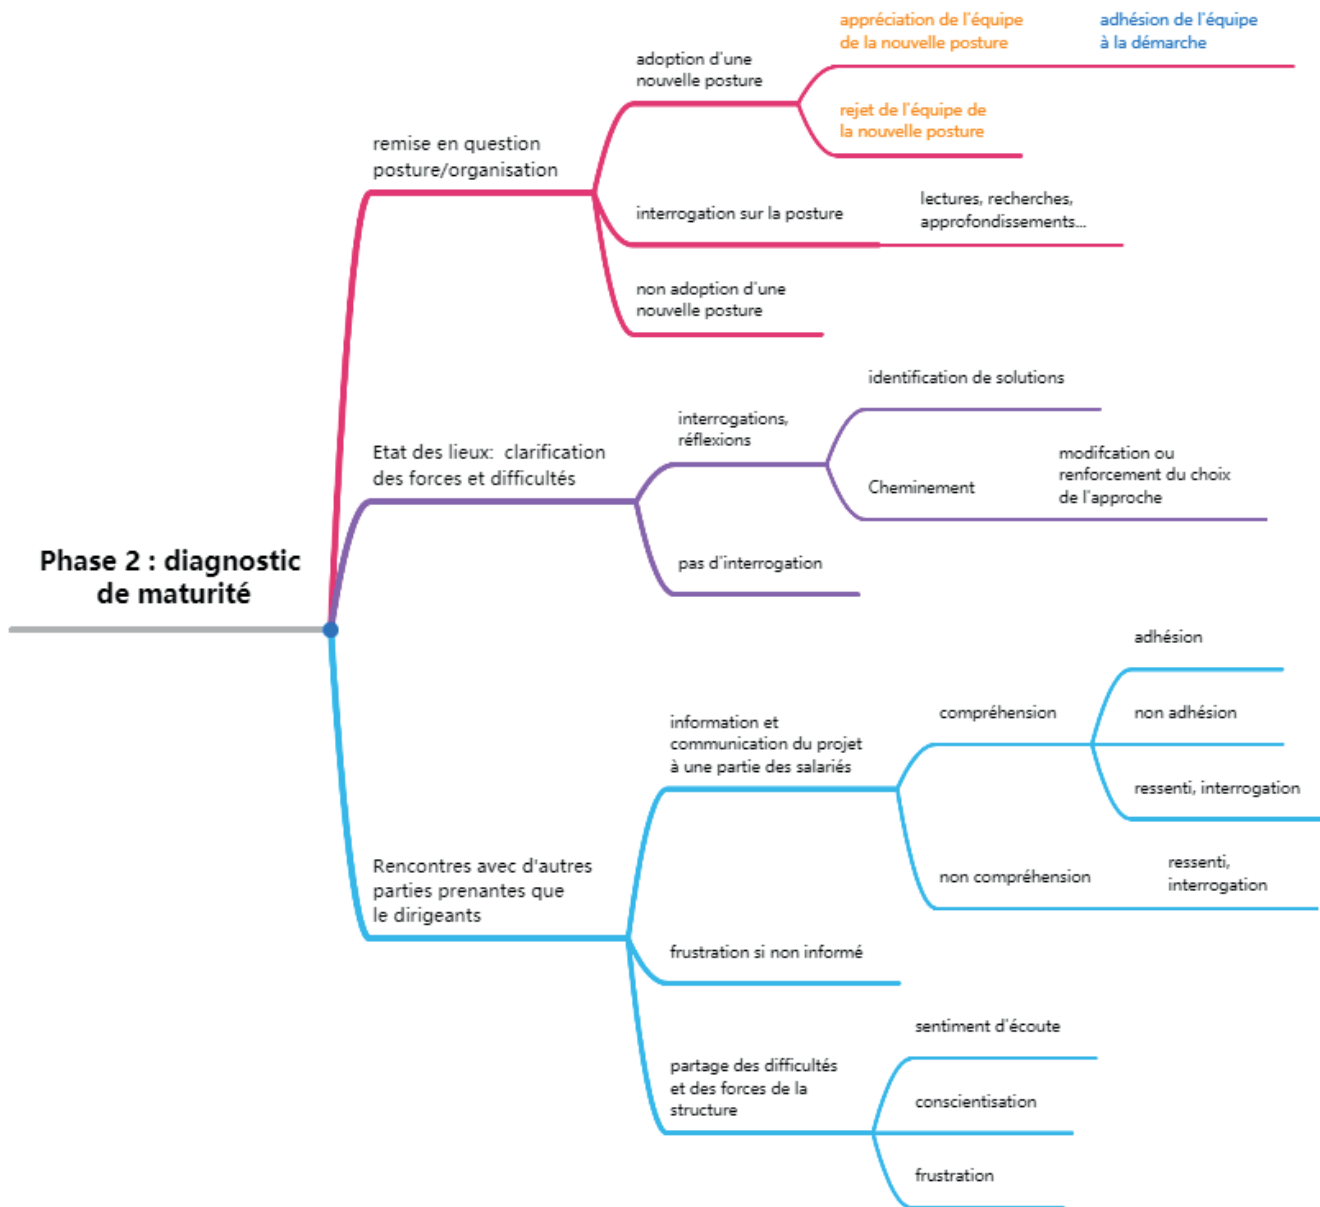 Phase 2 : diagnostic
de maturité
remise en question
posture/organisation
adoption d'une
nouvelle posture
appréciation de l'équipe
de la nouvelle posture
adhésion de l'équipe
à la démarche
rejet de l'équipe de
la nouvelle posture
interrogation sur la posture
lectures, recherches,
approfondissements...
non adoption d'une
nouvelle posture
Etat des lieux:  clarification
des forces et difficultés
interrogations,
réflexions
identification de solutions
Cheminement
modifcation ou
renforcement du choix
de l'approche
pas d'interrogation
Rencontres avec d'autres
parties prenantes que
le dirigeants
information et
communication du projet
à une partie des salariés
compréhension
adhésion
non adhésion
ressenti, interrogation
non compréhension
ressenti,
interrogation
frustration si non informé
partage des difficultés
et des forces de la
structure
sentiment d'écoute
conscientisation
frustration